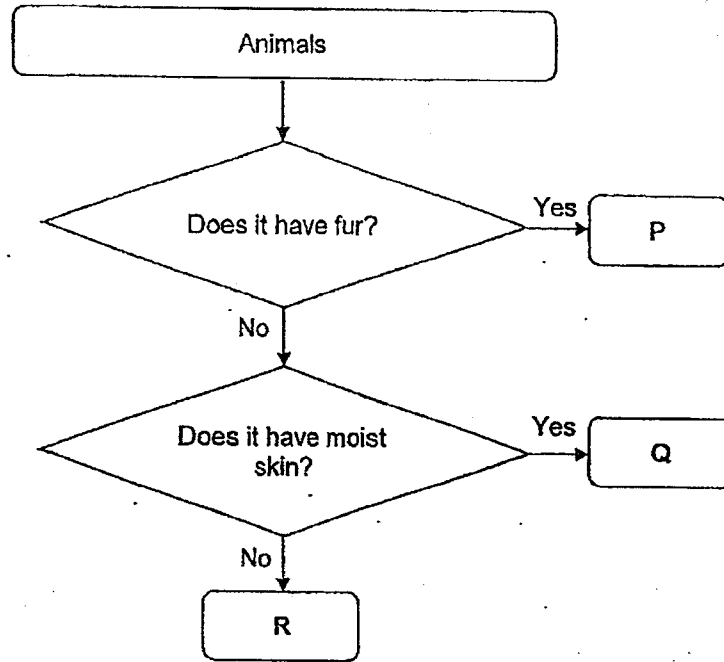 Animals
Does it have fur?
Yes
P
No
Does it have moist
skin?
Yes
Q
No
R